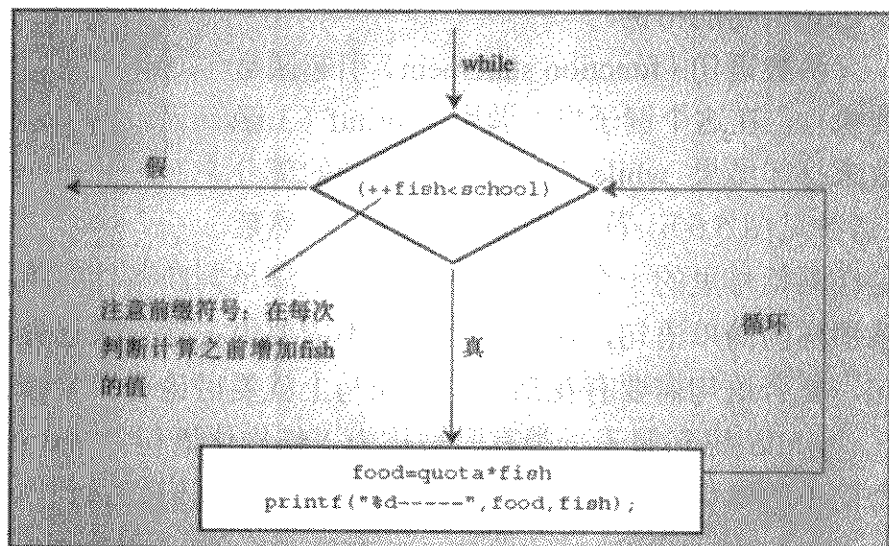 while
假
(++fish<school)
注意前缀符号：在每次
判断计算之前增加fish
的值
真
循环
food=quota*fish
printf("%d-----",food,fish);